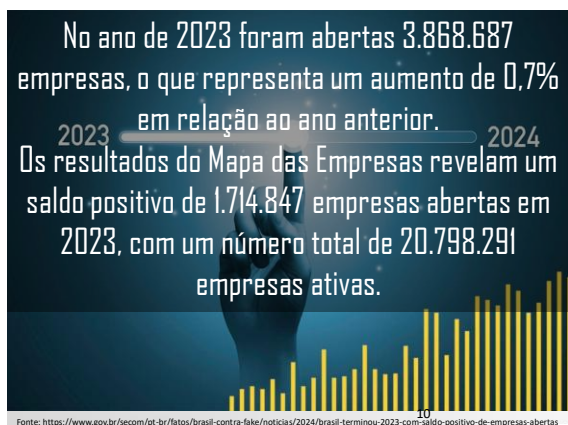 No ano de 2023 foram abertas 3.868.687
empresas, o que representa um aumento de 0,7%
em relação ao ano anterior.
2023 2024
Os resultados do Mapa das Empresas revelam um
saldo positivo de 1.714.847 empresas abertas em
2023, com um número total de 20.798.291
empresas ativas.
10
Fonte: https://www.gov.br/secom/pt-br/fatos/brasil-contra-fake/noticias/2024/brasil-terminou-2023-com-saldo-positivo-de-empresas-abertas